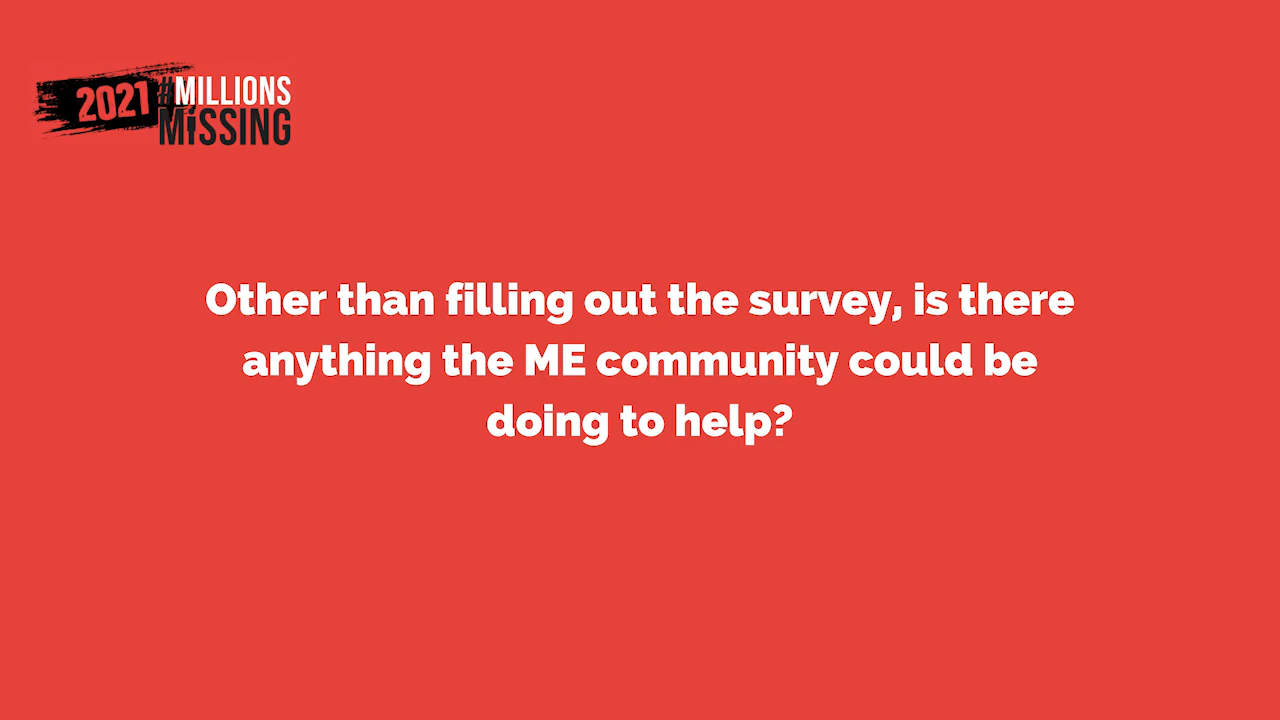 2021 #MILLIONS
MiSSING
Other than filling out the survey, is there
anything the ME community could be
doing to help?